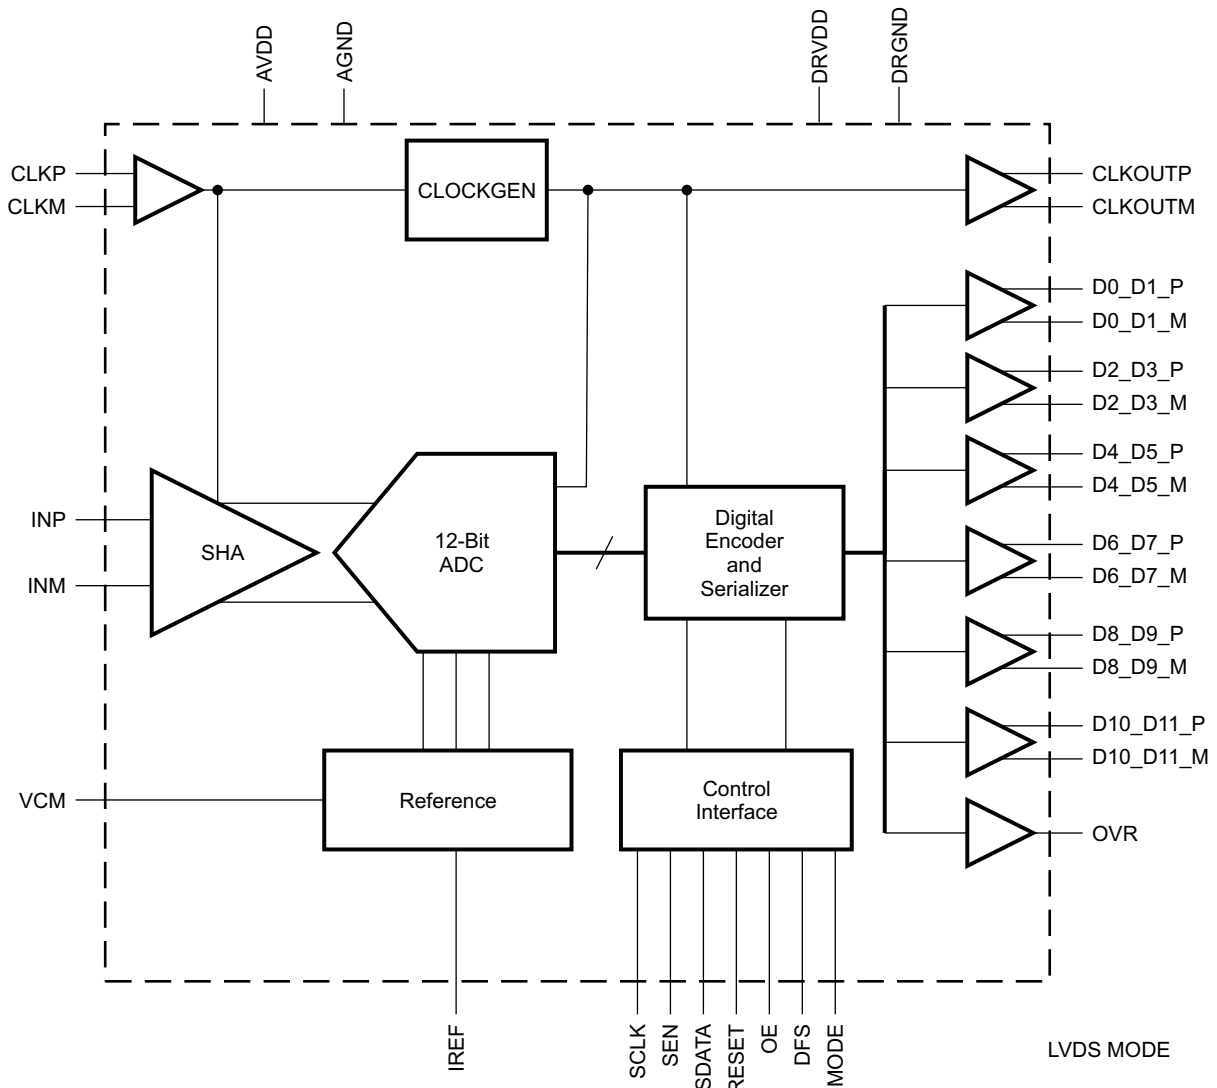 AVDD
AGND
DRVDD
DRGND
CLKP
CLKM
CLOCKGEN
CLKOUTP
CLKOUTM
D0_D1_P
D0_D1_M
D2_D3_P
D2_D3_M
D4_D5_P
D4_D5_M
INP
INM
SHA
12-Bit
ADC
Digital
Encoder
and
Serializer
D6_D7_P
D6_D7_M
D8_D9_P
D8_D9_M
D10_D11_P
D10_D11_M
VCM
Reference
Control
Interface
OVR
IREF
SCLK
SEN
SDATA
RESET
OE
DFS
MODE
LVDS MODE